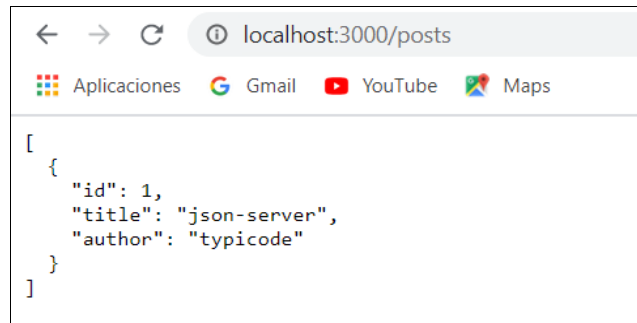 localhost:3000/posts
Aplicaciones Gmail YouTube Maps
[
  {
    "id": 1,
    "title": "json-server",
    "author": "typicode"
  }
]